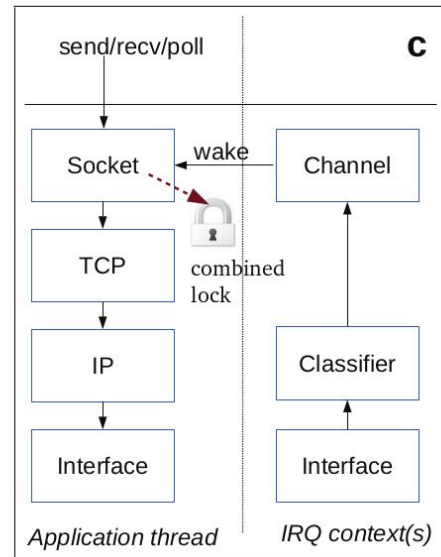 send/recv/poll
c
Socket
wake
Channel
combined
lock
TCP
IP
Classifier
Interface
Interface
Application thread
IRQ context(s)